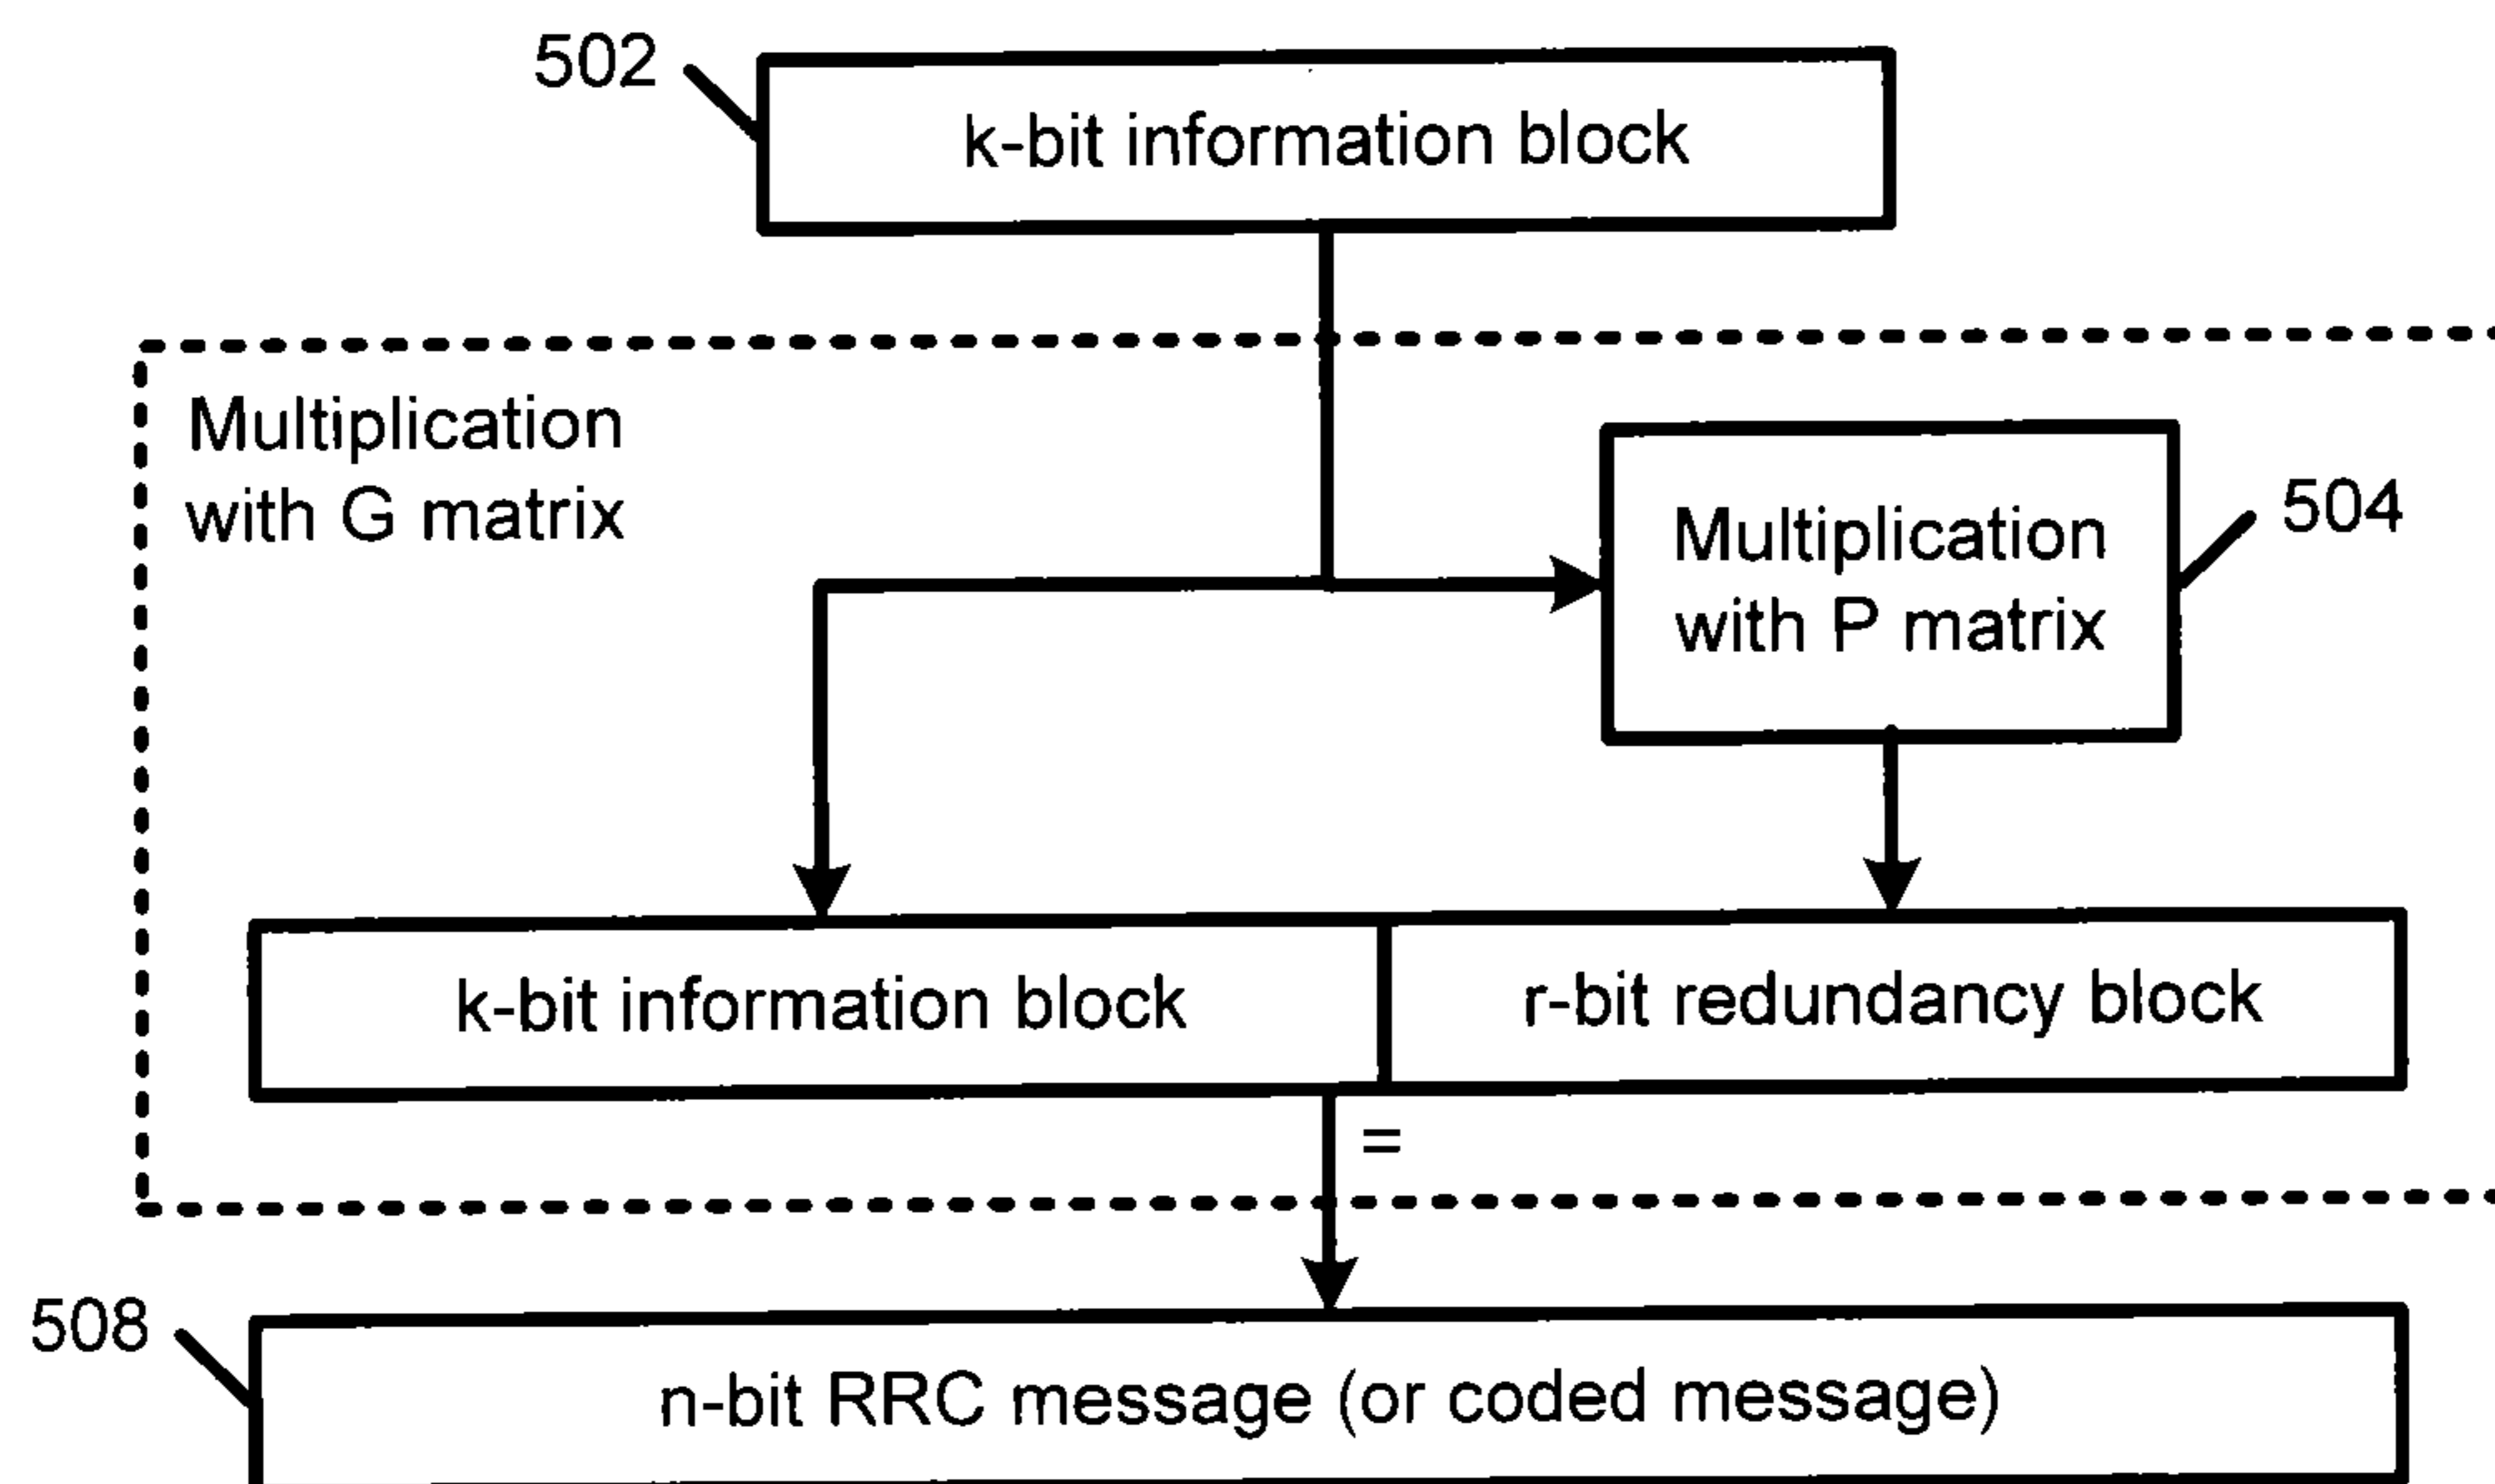 502
k-bit information block
Multiplication
with G matrix
Multiplication
with P matrix
504
k-bit information block
r-bit redundancy block
=
508
n-bit RRC message (or coded message)